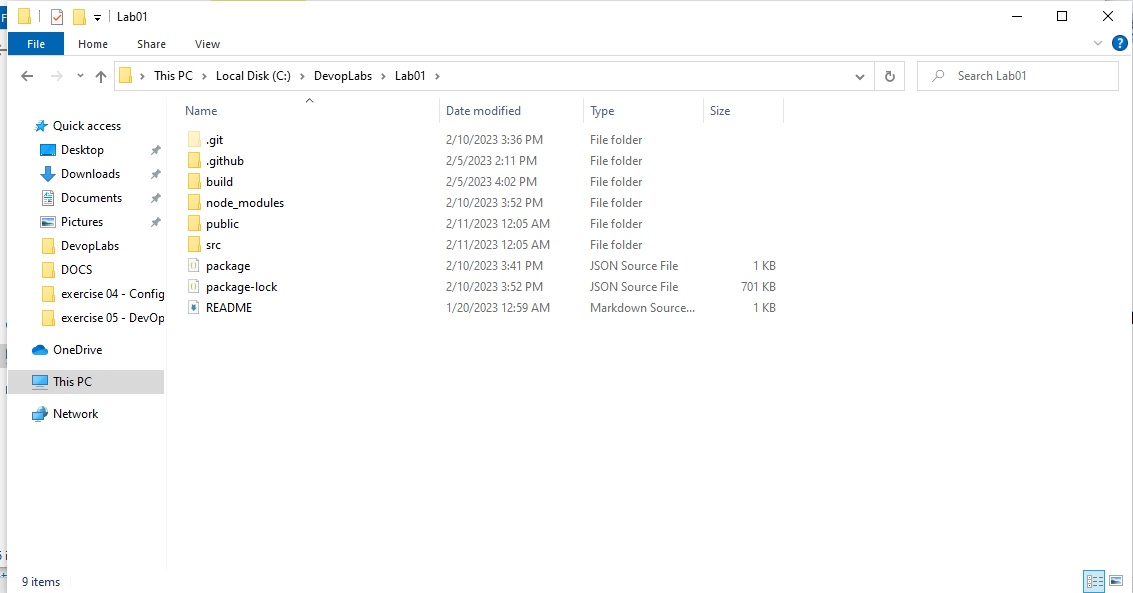 Lab01
File Home Share View
This PC Local Disk (C:) DevopLabs Lab01 Search Lab01
Name Date modified Type Size
Quick access
Desktop
Downloads
Documents
Pictures
DevopLabs
DOCS
exercise 04 - Config
exercise 05 - DevOp
OneDrive
This PC
Network
.git 2/10/2023 3:36 PM File folder
.github 2/5/2023 2:11 PM File folder
build 2/5/2023 4:02 PM File folder
node_modules 2/10/2023 3:52 PM File folder
public 2/11/2023 12:05 AM File folder
src 2/11/2023 12:05 AM File folder
package 2/10/2023 3:41 PM JSON Source File 1 KB
package-lock 2/10/2023 3:52 PM JSON Source File 701 KB
README 1/20/2023 12:59 AM Markdown Source... 1 KB
9 items